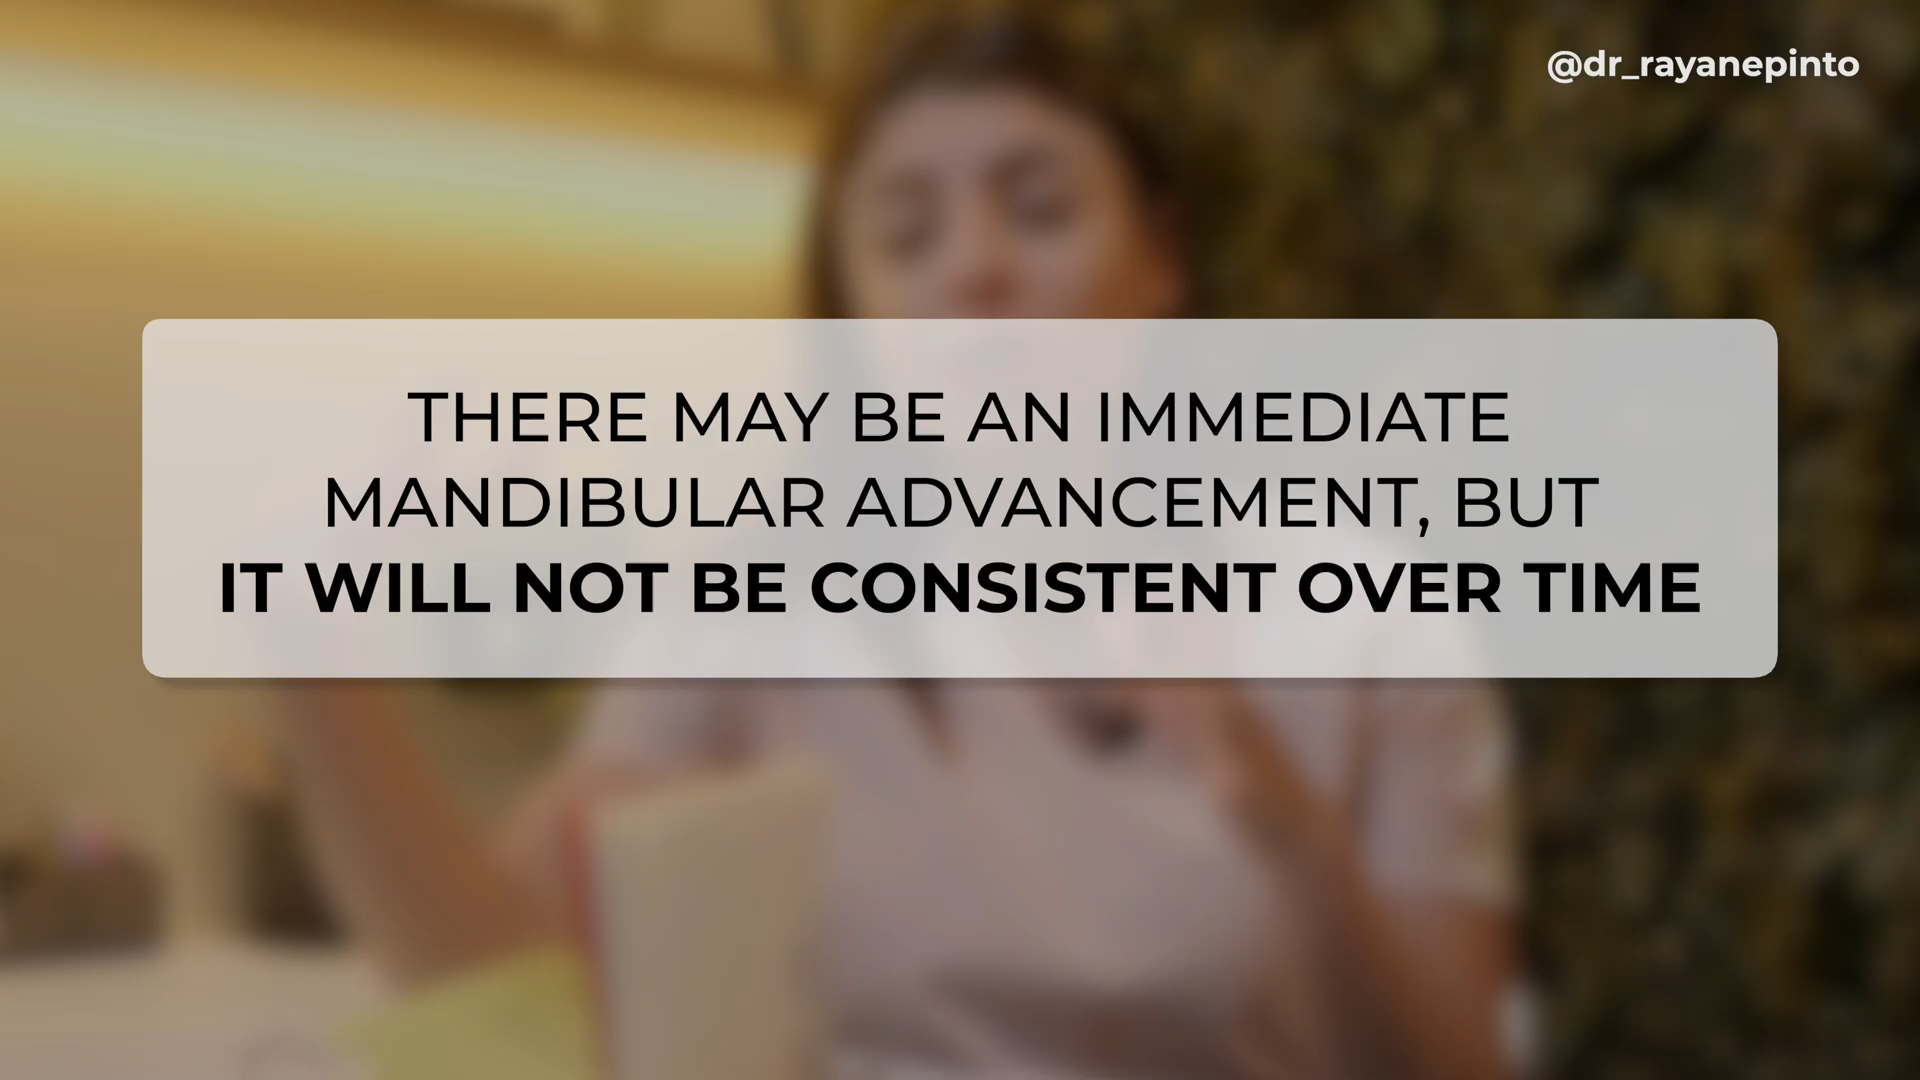 @dr_rayanepinto
THERE MAY BE AN IMMEDIATE
MANDIBULAR ADVANCEMENT, BUT
IT WILL NOT BE CONSISTENT OVER TIME